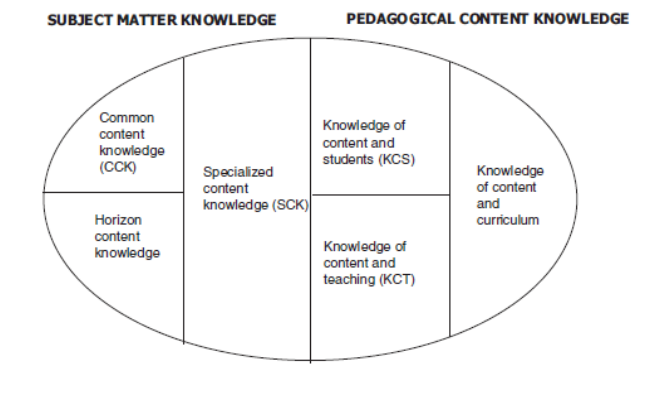 SUBJECT MATTER KNOWLEDGE
PEDAGOGICAL CONTENT KNOWLEDGE
Common
content
knowledge
(CCK)
Horizon
content
knowledge
Specialized
content
knowledge (SCK)
Knowledge of
content and
students (KCS)
Knowledge of
content and
teaching (KCT)
Knowledge
of content
and
curriculum